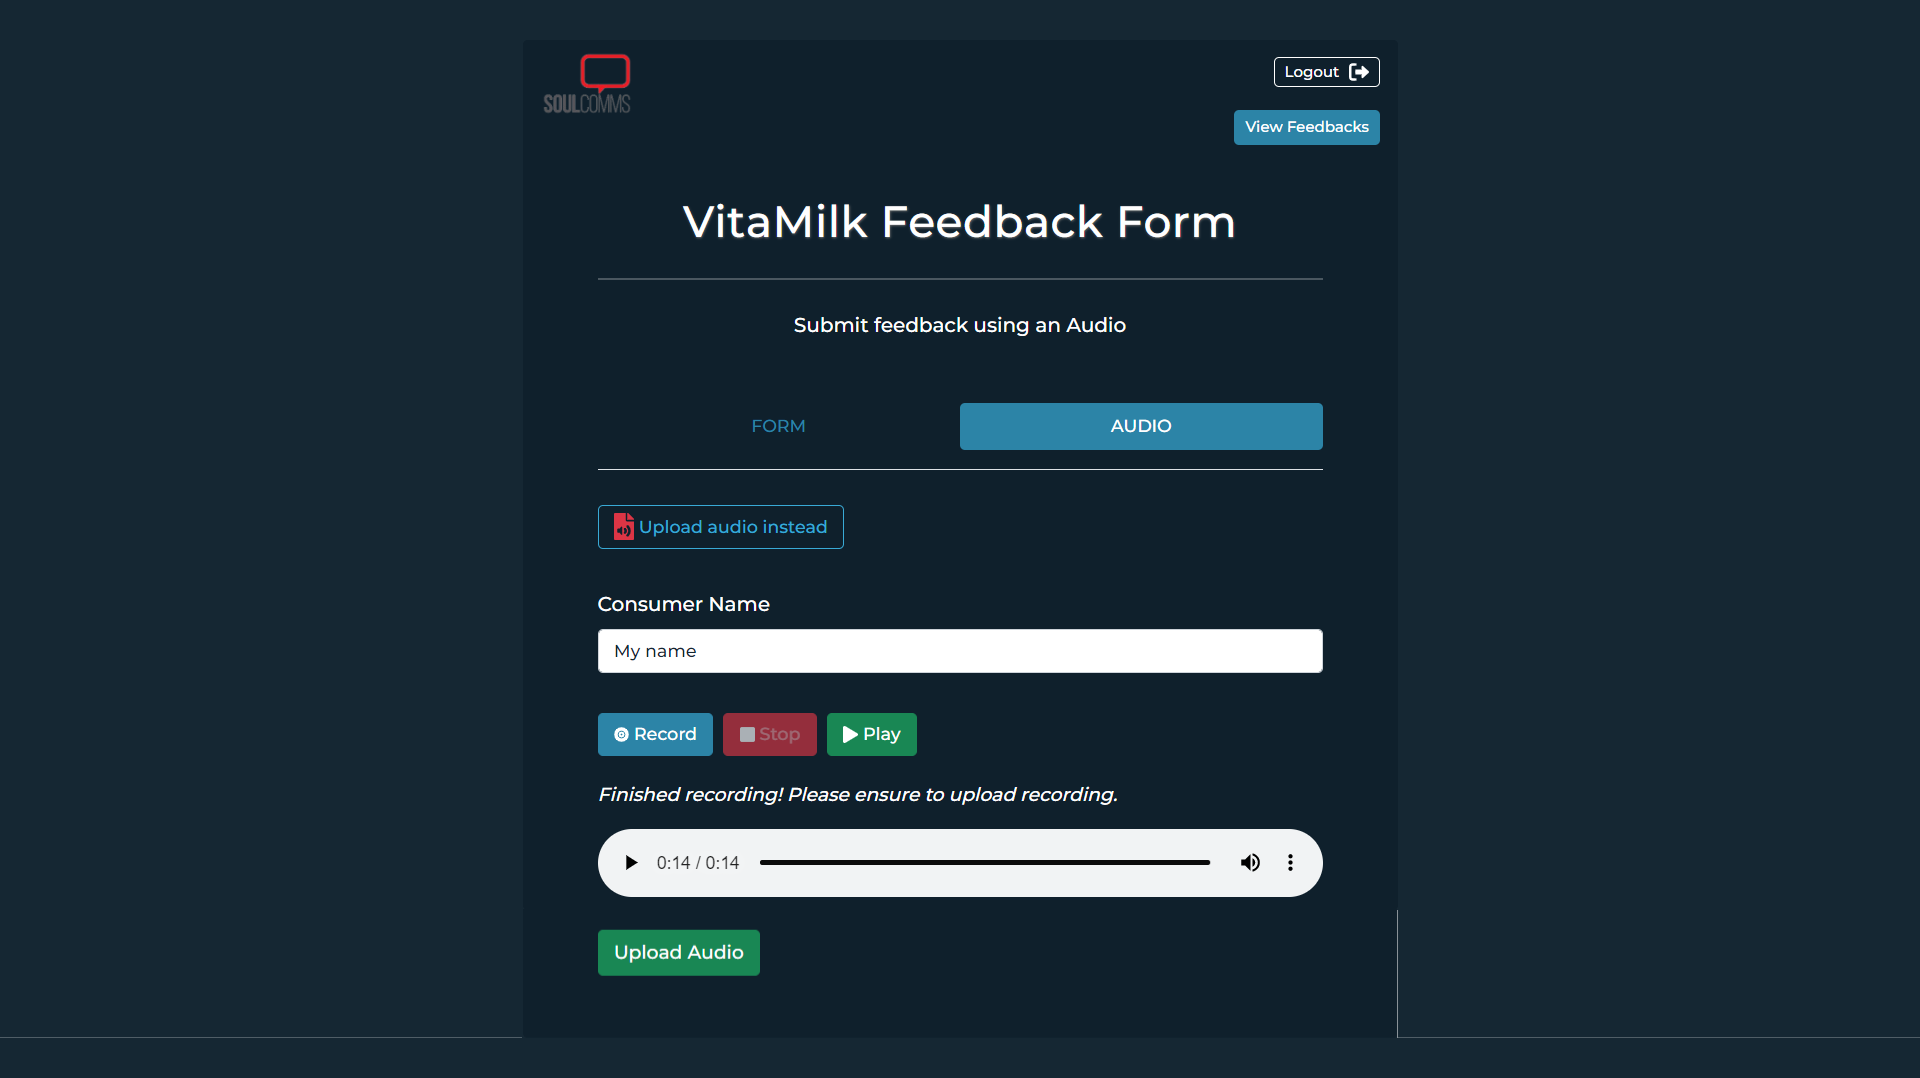 SOULCOMMS
Logout
View Feedbacks
VitaMilk Feedback Form
Submit feedback using an Audio
FORM
AUDIO
Upload audio instead
Consumer Name
My name
Record
Stop
Play
Finished recording! Please ensure to upload recording.
0:14 / 0:14
Upload Audio